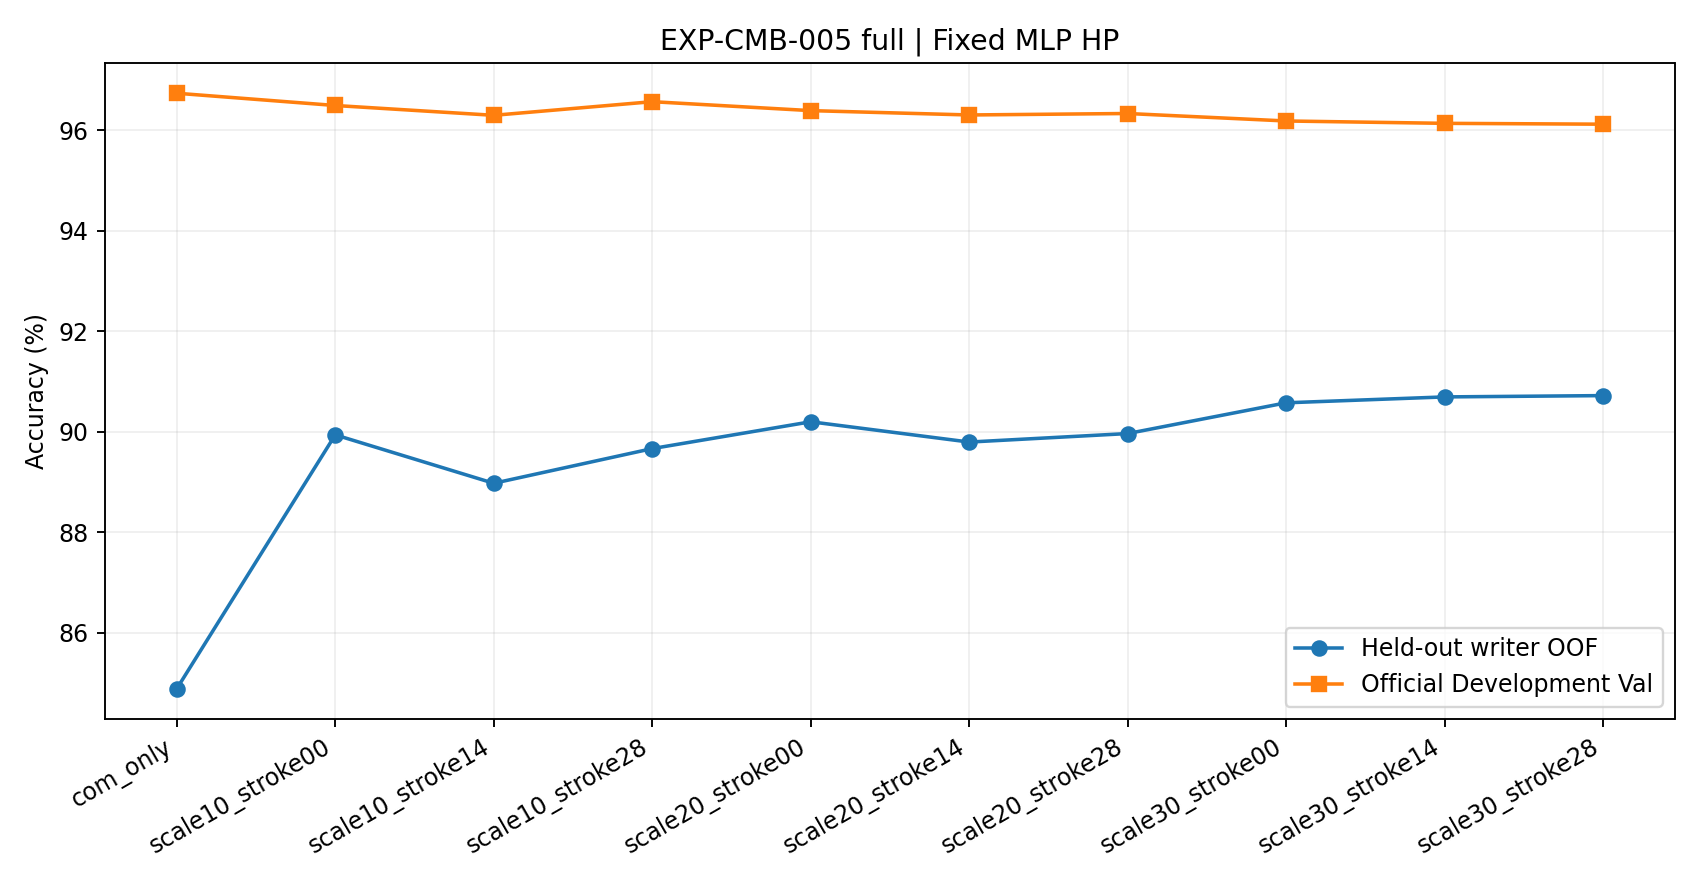 EXP-CMB-005 full | Fixed MLP HP
Accuracy (%)
96
94
92
90
88
86
Held-out writer OOF
Official Development Val
com_only
scale10_stroke00
scale10_stroke14
scale10_stroke28
scale20_stroke00
scale20_stroke14
scale20_stroke28
scale30_stroke00
scale30_stroke14
scale30_stroke28